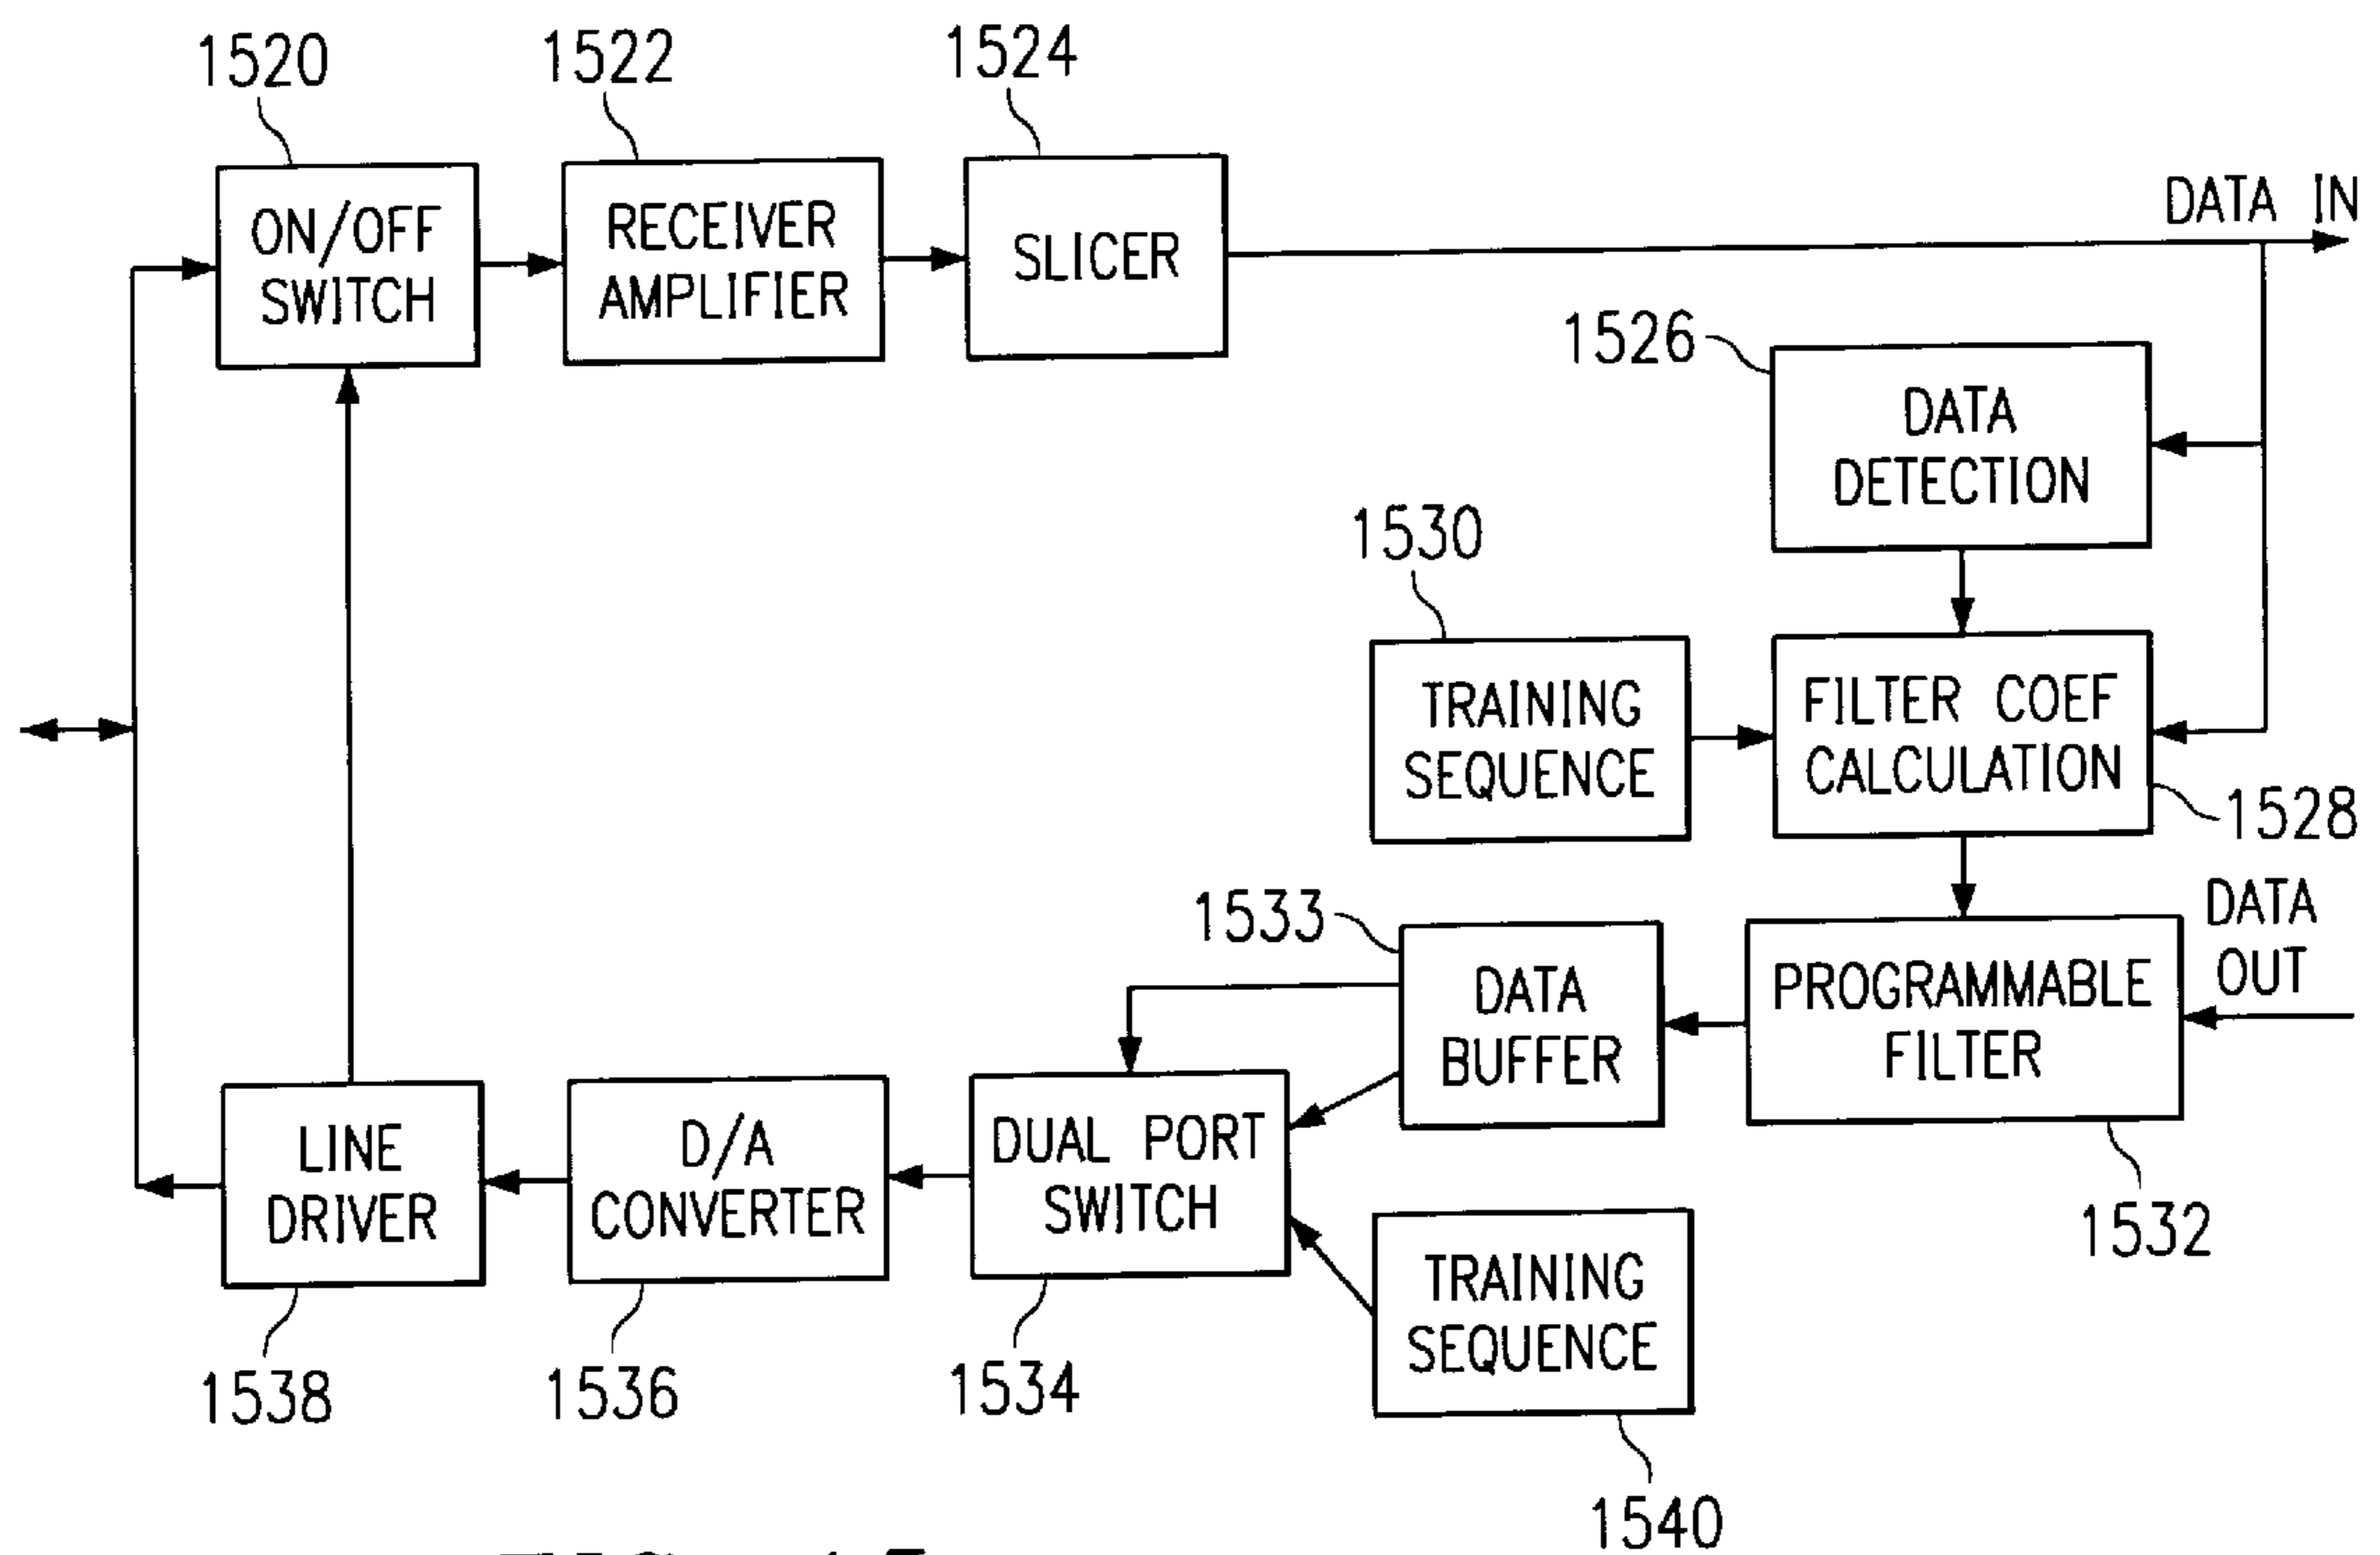 1520
1522
1524
ON/OFF
SWITCH
RECEIVER
AMPLIFIER
SLICER
DATA IN
1526
DATA
DETECTION
1530
TRAINING
SEQUENCE
FILTER COEF
CALCULATION
1528
1533
DATA
BUFFER
PROGRAMMABLE
FILTER
DATA
OUT
LINE
DRIVER
D/A
CONVERTER
DUAL PORT
SWITCH
1532
TRAINING
SEQUENCE
1538
1536
1534
1540